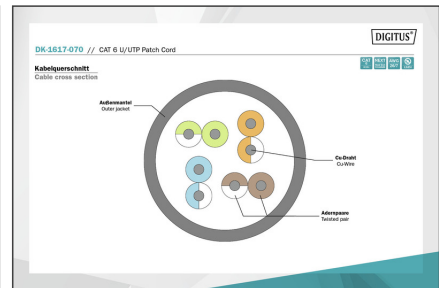 DIGITUS®
DK-1617-070 // CAT 6 U/UTP Patch Cord
Kabelquerschnitt
Cable cross section
Außenmantel
Outer jacket
Cu-Draht
Cu-Wire
Adernpaare
Twisted pair